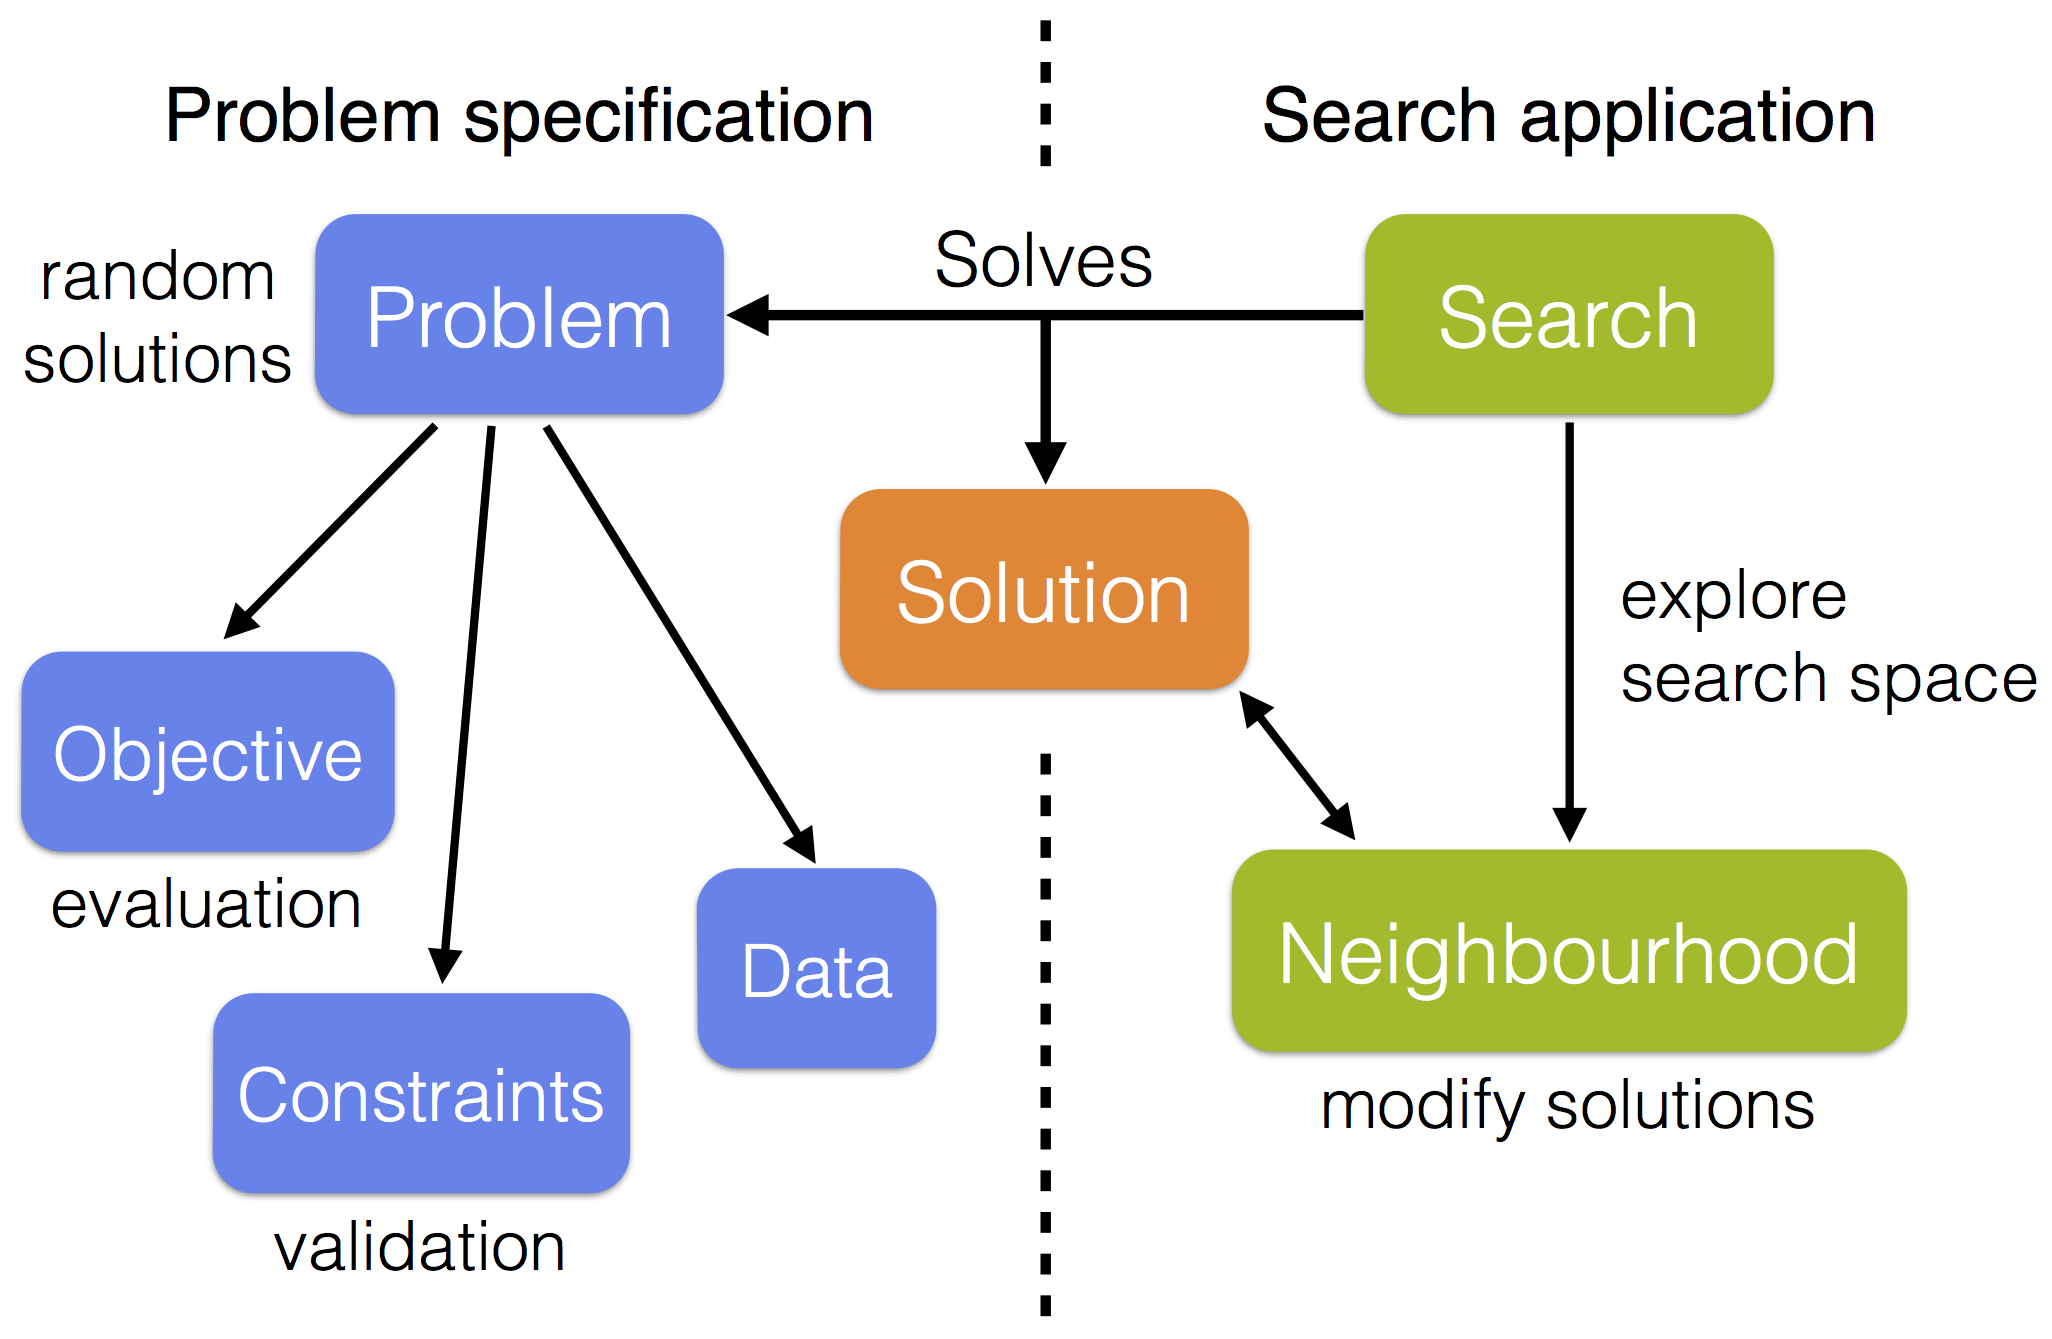 Problem specification
Search application
random
solutions
Problem
Solves
Search
Solution
explore
search space
Objective
evaluation
Data
Neighbourhood
modify solutions
Constraints
validation